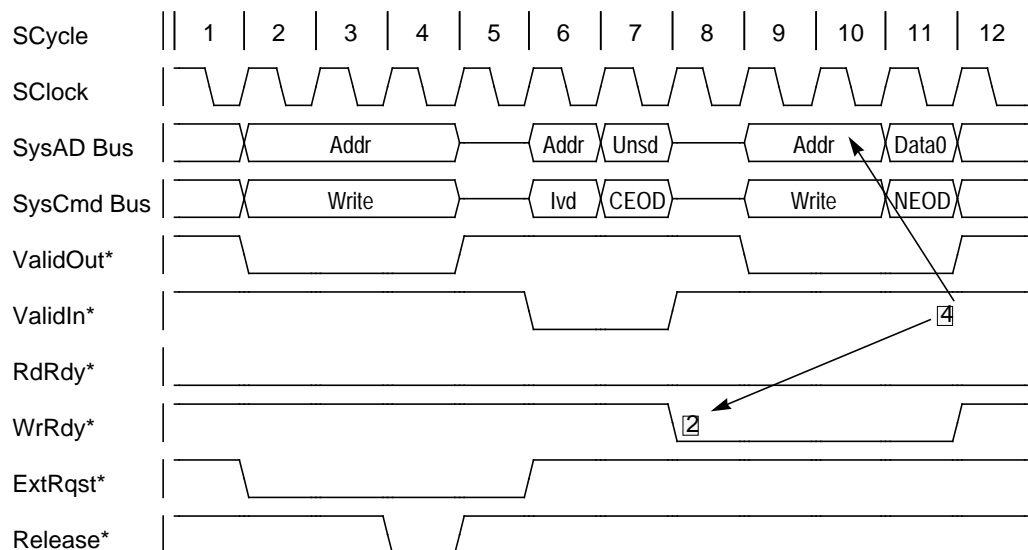 SCycle 1 2 3 4 5 6 7 8 9 10 11 12
SClock
SysAD Bus Addr Addr Unsd Addr Data0
SysCmd Bus Write Ivd CEOD Write NEOD
ValidOut*
ValidIn* 4
RdRdy*
WrRdy* 2
ExtRqst*
Release*